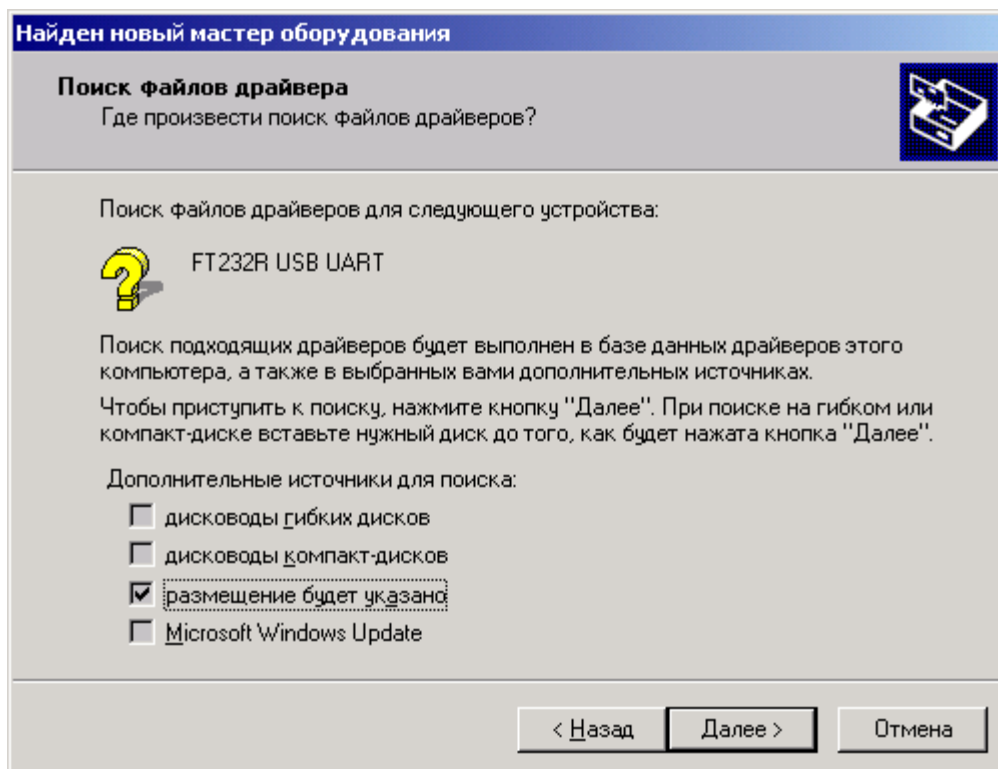 Найден новый мастер оборудования
Поиск файлов драйвера
Где произвести поиск файлов драйверов?
Поиск файлов драйверов для следующего устройства:
FT232R USB UART
Поиск подходящих драйверов будет выполнен в базе данных драйверов этого
компьютера, а также в выбранных вами дополнительных источниках.
Чтобы приступить к поиску, нажмите кнопку "Далее". При поиске на гибком или
компакт-диске вставьте нужный диск до того, как будет нажата кнопка "Далее".
Дополнительные источники для поиска:
дисководы гибких дисков
дисководы компакт-дисков
размещение будет указано
Microsoft Windows Update
< Назад Далее > Отмена